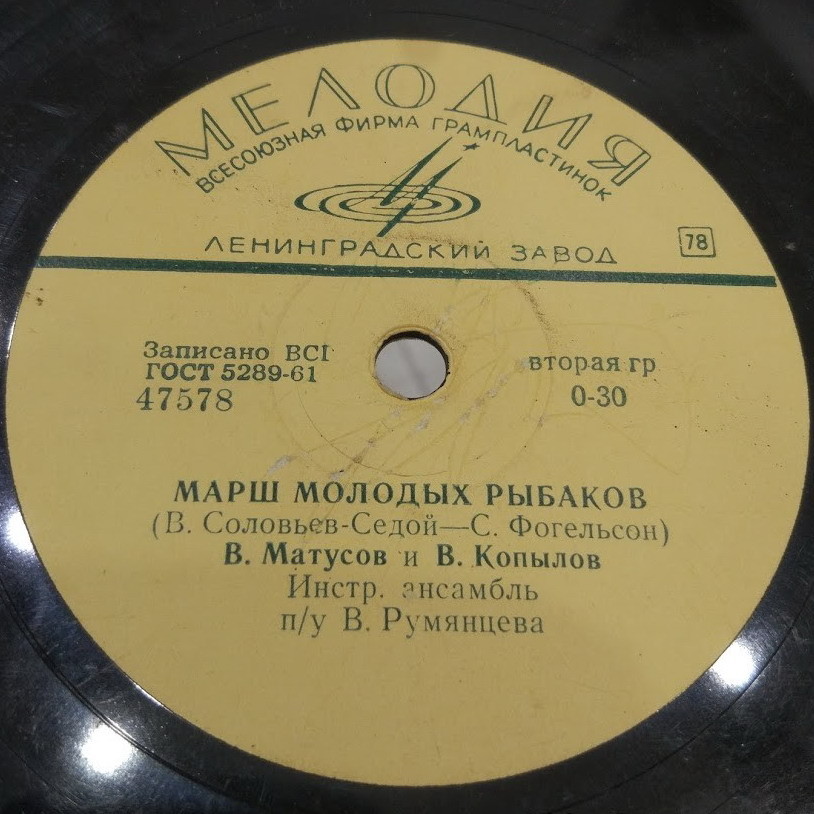 МЕЛОДИЯ
ВСЕСОЮЗНАЯ ФИРМА ГРАМПЛАСТИНОК
ЛЕНИНГРАДСКИЙ ЗАВОД
78
Записано ВСГ
ГОСТ 5289-61
47578
вторая гр
0-30
МАРШ МОЛОДЫХ РЫБАКОВ
(В. Соловьев-Седой—С. Фогельсон)
В. Матусов и В. Копылов
Инстр. ансамбль
п/у В. Румянцева